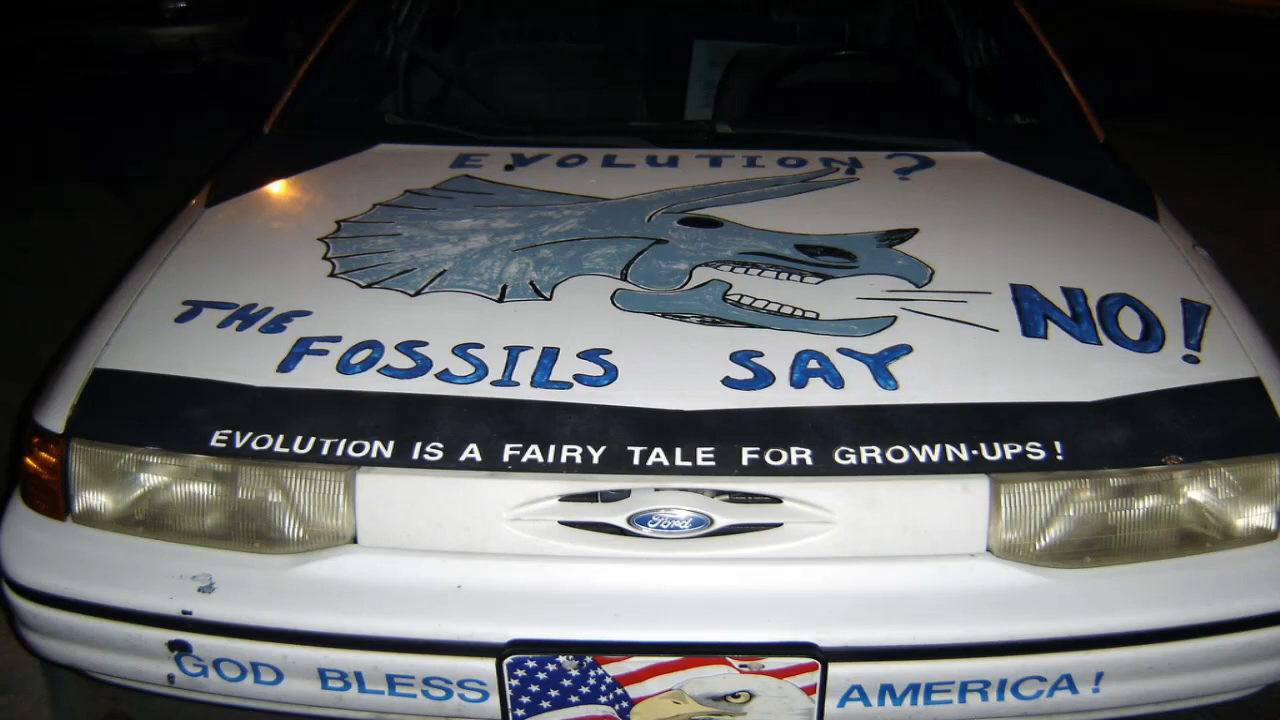 EVOLUTION?
THE
FOSSILS SAY NO!
EVOLUTION IS A FAIRY TALE FOR GROWN-UPS!
Ford
GOD BLESS AMERICA!